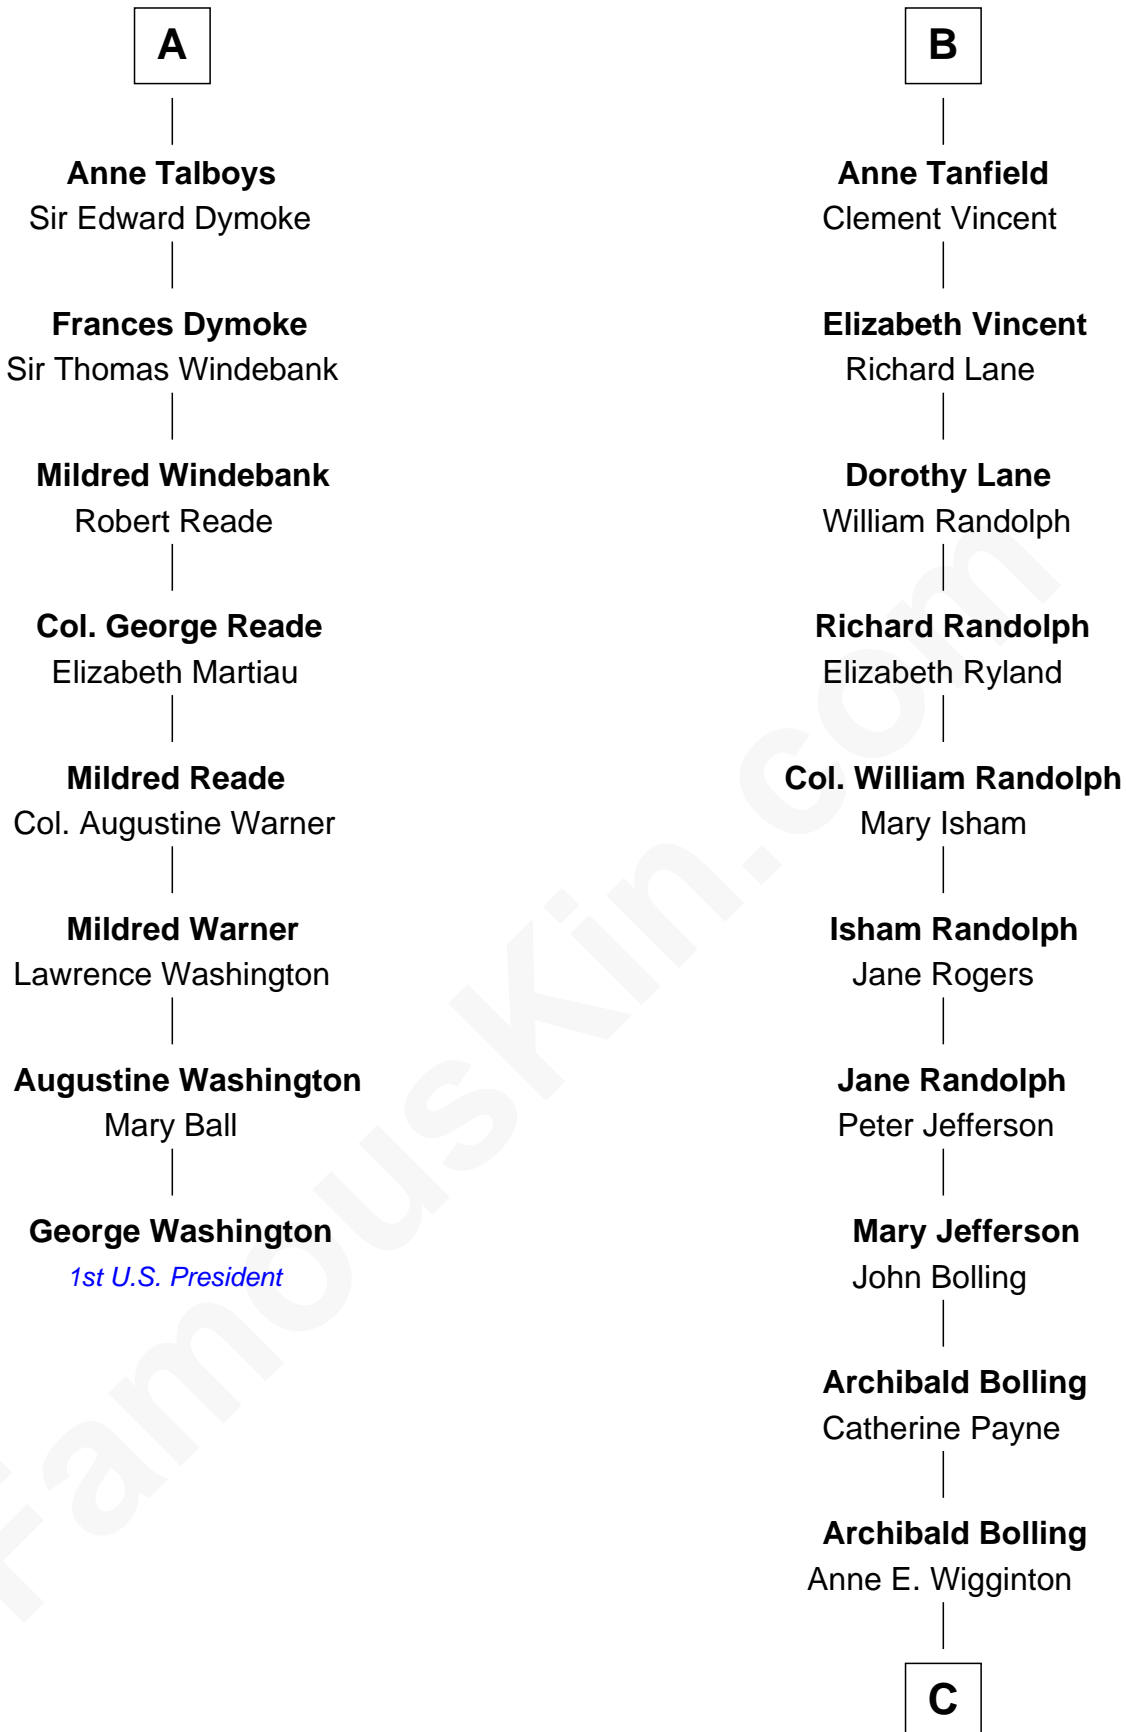 A
Anne Talboys
Sir Edward Dymoke
Frances Dymoke
Sir Thomas Windebank
Mildred Windebank
Robert Reade
Col. George Reade
Elizabeth Martiau
Mildred Reade
Col. Augustine Warner
Mildred Warner
Lawrence Washington
Augustine Washington
Mary Ball
George Washington
1st U.S. President
B
Anne Tanfield
Clement Vincent
Elizabeth Vincent
Richard Lane
Dorothy Lane
William Randolph
Richard Randolph
Elizabeth Ryland
Col. William Randolph
Mary Isham
Isham Randolph
Jane Rogers
Jane Randolph
Peter Jefferson
Mary Jefferson
John Bolling
Archibald Bolling
Catherine Payne
Archibald Bolling
Anne E. Wigginton
C
FamousKin.com